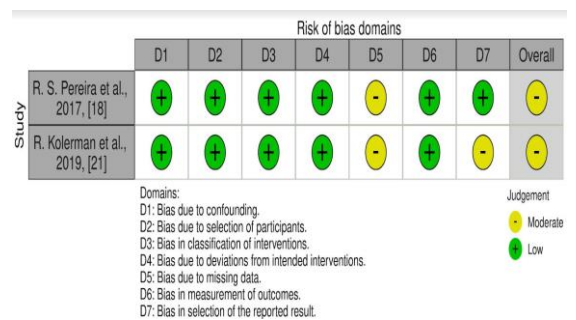 Risk of bias domains
D1 D2 D3 D4 D5 D6 D7 Overall
Study
R. S. Pereira et al., 2017, [18]
+ + + + - + + -
R. Kolerman et al., 2019, [21]
+ + + + - + - -
Domains:
D1: Bias due to confounding.
D2: Bias due to selection of participants.
D3: Bias in classification of interventions.
D4: Bias due to deviations from intended interventions.
D5: Bias due to missing data.
D6: Bias in measurement of outcomes.
D7: Bias in selection of the reported result.
Judgement
- Moderate
+ Low